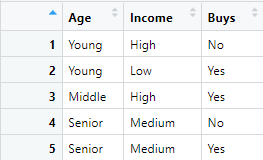 Age Income Buys
1 Young High No
2 Young Low Yes
3 Middle High Yes
4 Senior Medium No
5 Senior Medium Yes